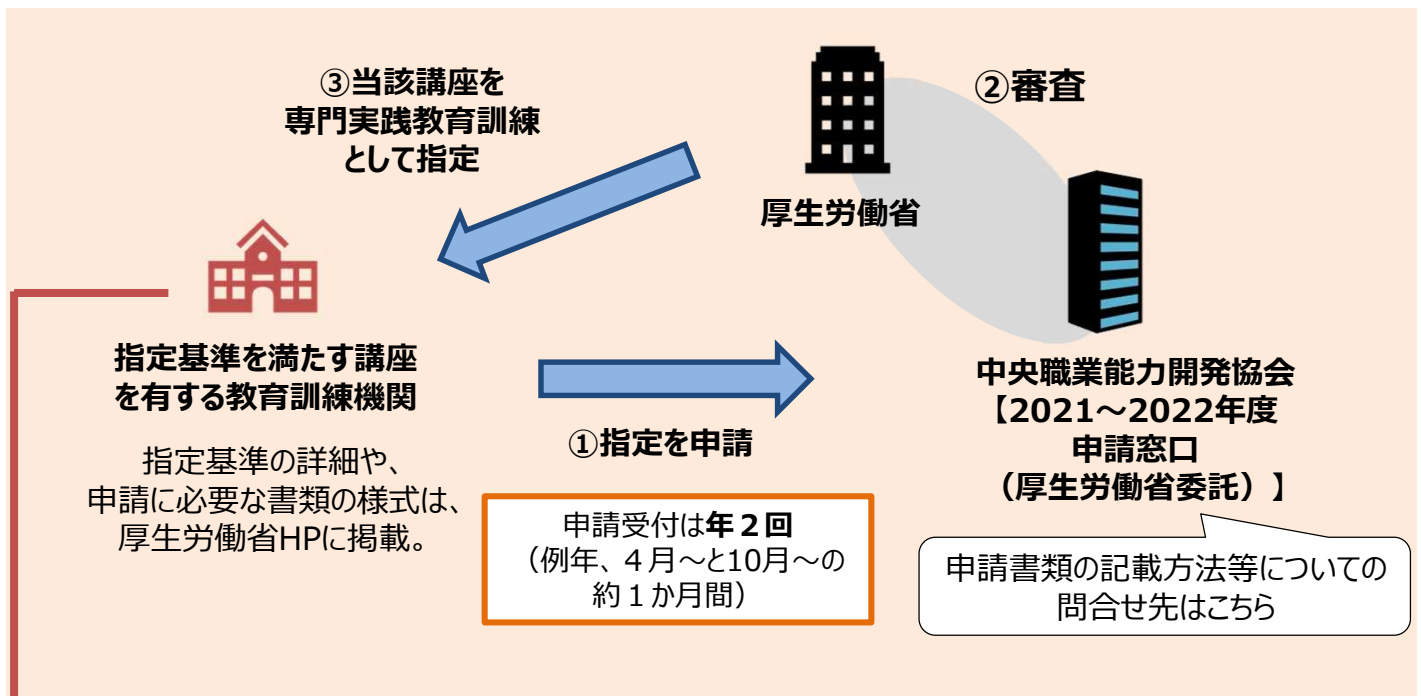 ③当該講座を
専門実践教育訓練
として指定
②審査
厚生労働省
指定基準を満たす講座
を有する教育訓練機関
指定基準の詳細や、
申請に必要な書類の様式は、
厚生労働省HPに掲載。
①指定を申請
申請受付は年２回
（例年、４月～と10月～の
約１か月間）
中央職業能力開発協会
【2021～2022年度
申請窓口
（厚生労働省委託）】
申請書類の記載方法等についての
問合せ先はこちら